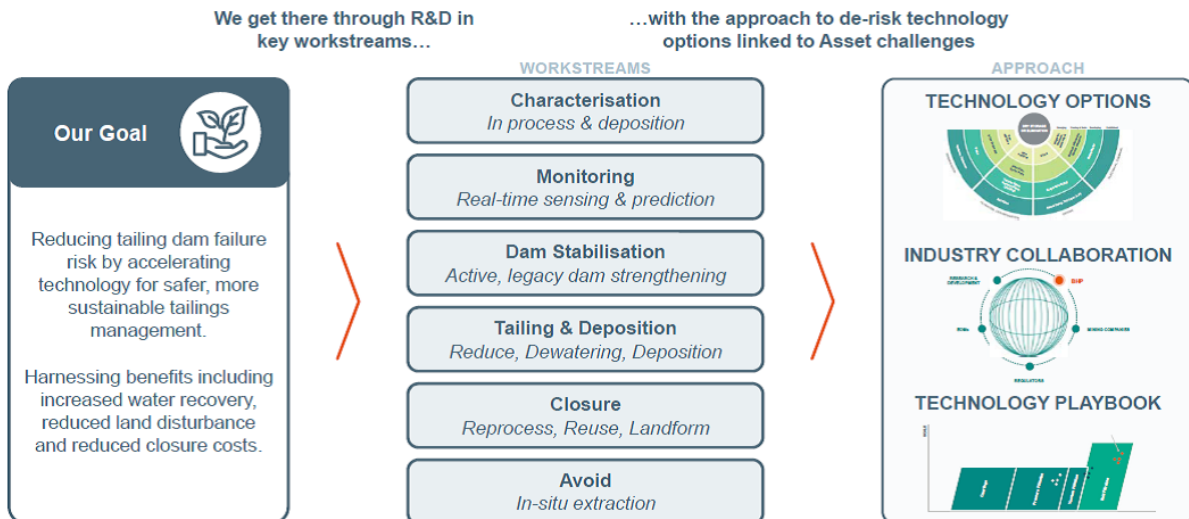 We get there through R&D in
key workstreams…
…with the approach to de-risk technology
options linked to Asset challenges
WORKSTREAMS
APPROACH
Our Goal
Reducing tailing dam failure
risk by accelerating
technology for safer, more
sustainable tailings
management.
Harnessing benefits including
increased water recovery,
reduced land disturbance
and reduced closure costs.
Characterisation
In process & deposition
Monitoring
Real-time sensing & prediction
Dam Stabilisation
Active, legacy dam strengthening
Tailing & Deposition
Reduce, Dewatering, Deposition
Closure
Reprocess, Reuse, Landform
Avoid
In-situ extraction
TECHNOLOGY OPTIONS
INDUSTRY COLLABORATION
RESEARCH &
DEVELOPMENT
BHP
MINING COMPANIES
REGULATORS
TECHNOLOGY PLAYBOOK